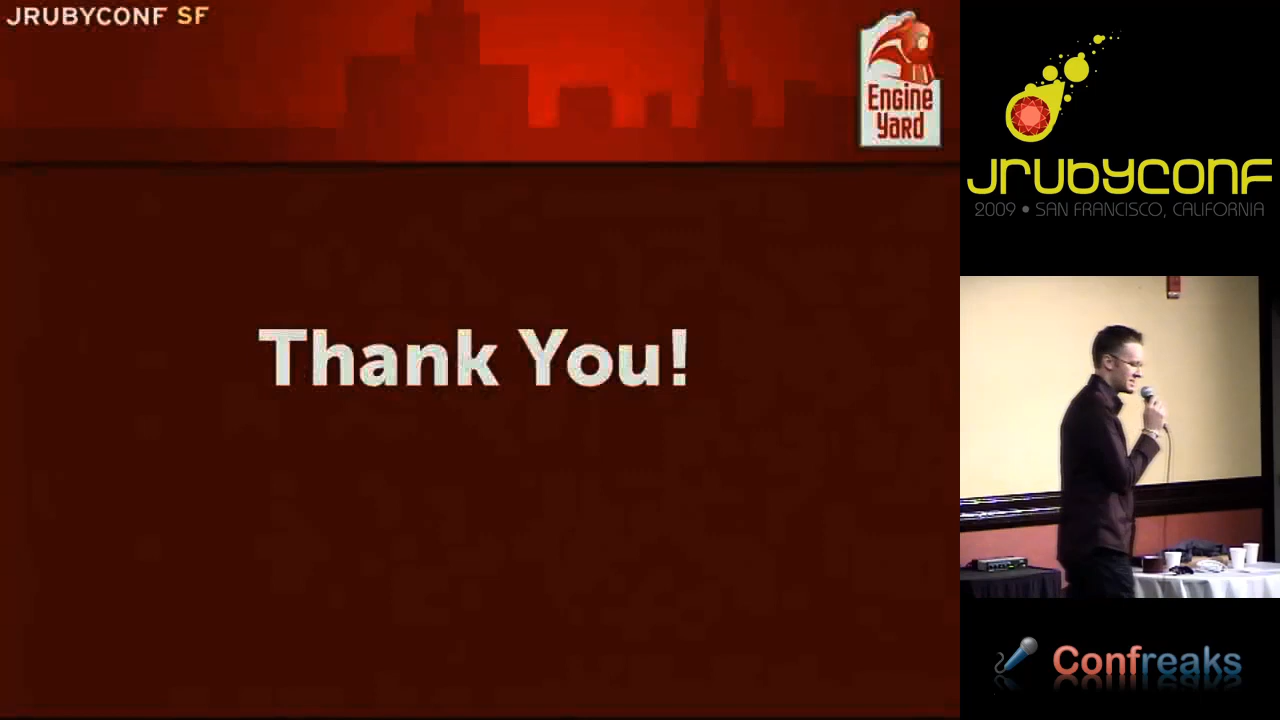 JRUBYCONF SF
Engine
Yard
Thank You!
JRUBYCONF
2009 • SAN FRANCISCO, CALIFORNIA
Confreaks